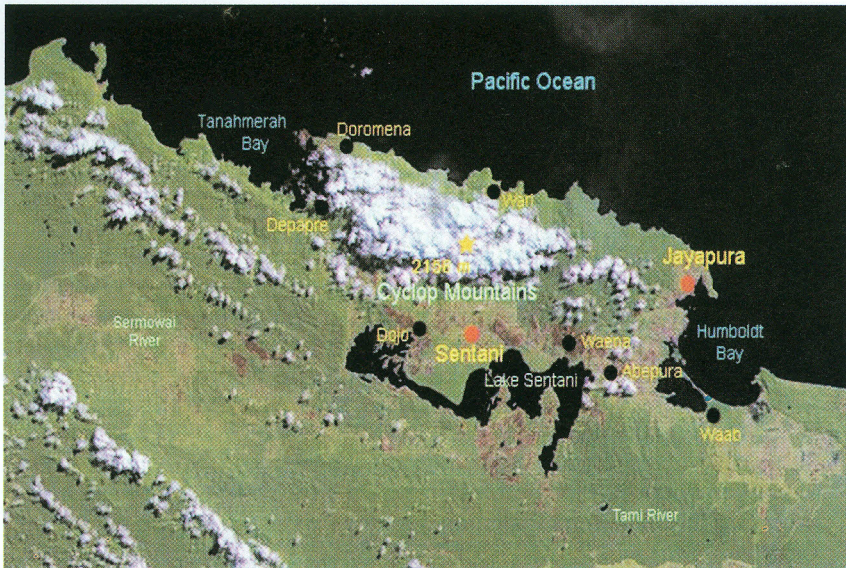 Pacific Ocean
Tanahmerah
Bay
Doromena
Wari
Depapre
2158 m
Jayapura
Cyclop Mountains
Sermowai
River
Dojo
Sentani
Waena
Humboldt
Bay
Lake Sentani
Abepura
Waab
Tami River